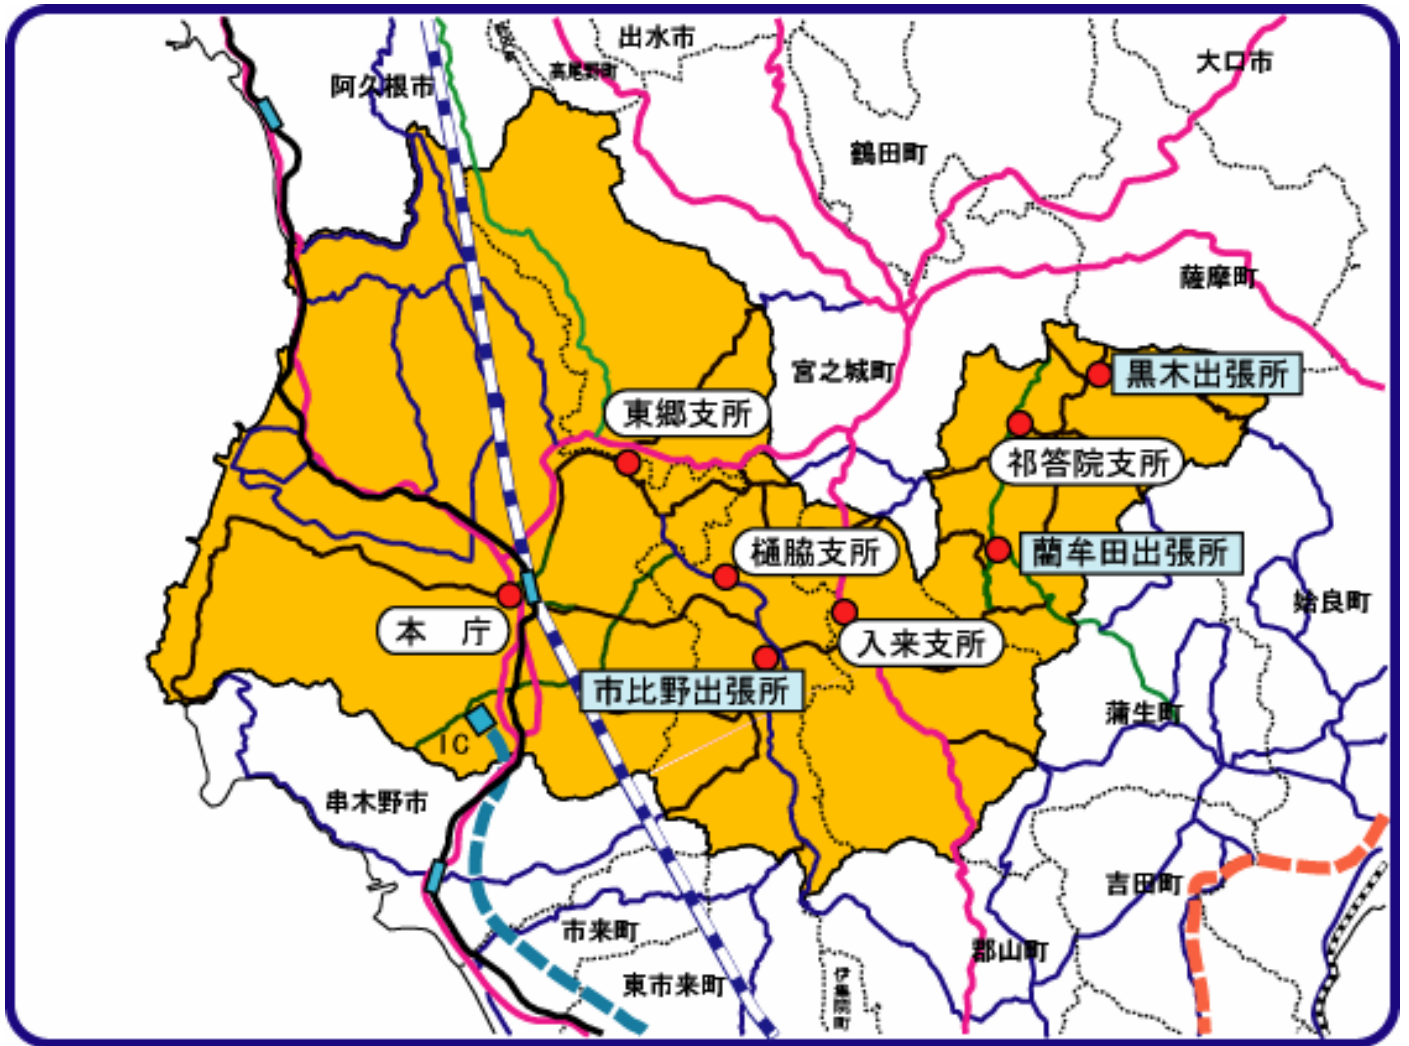 出水市
高尾野町
大口市
阿久根市
鶴田町
薩摩町
宮之城町
黒木出張所
東郷支所
祁答院支所
樋脇支所
藺牟田出張所
姶良町
本 庁
入来支所
市比野出張所
蒲生町
IC
串木野市
吉田町
市来町
郡山町
東市来町
伊集院町